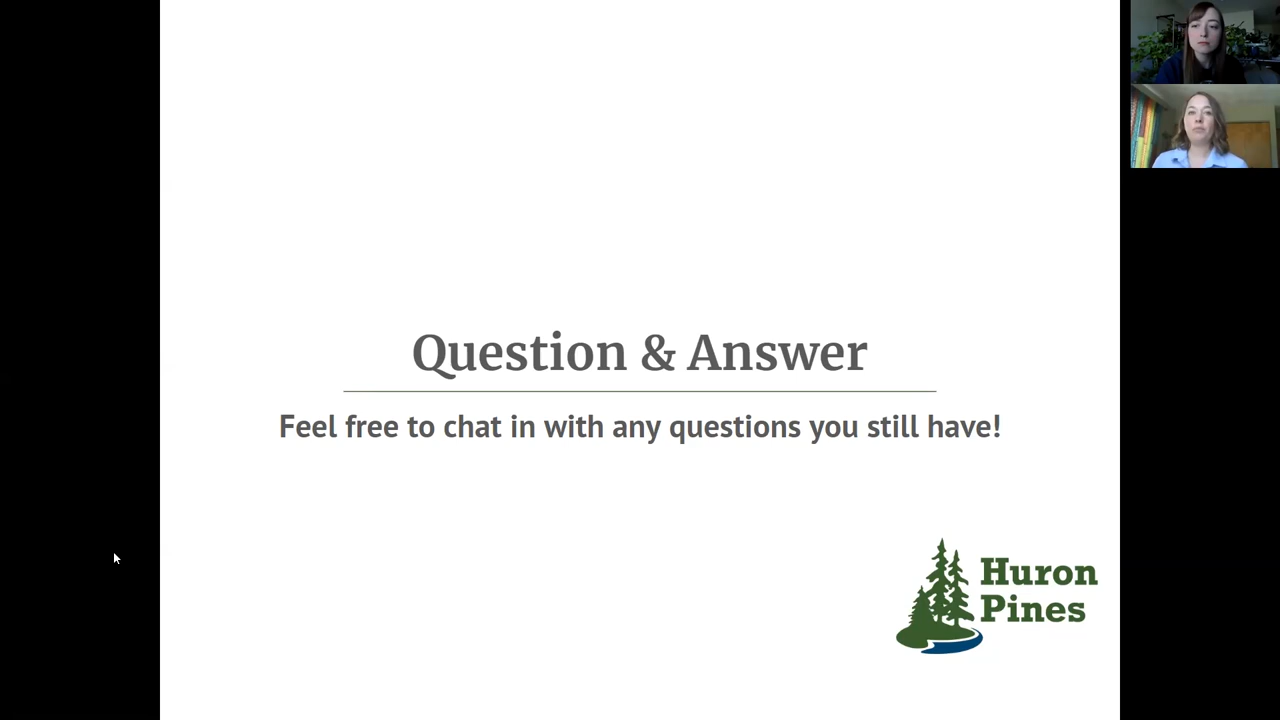 Question & Answer
Feel free to chat in with any questions you still have!
Huron
Pines